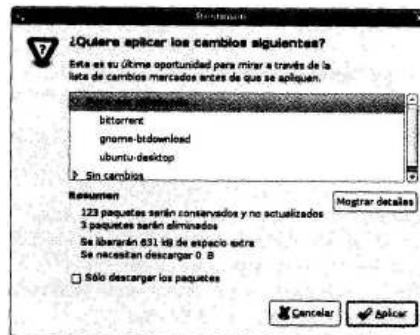 ¿Quiere aplicar los cambios siguientes?
Esta es su última oportunidad para mirar a través de la
lista de cambios marcados antes de que se apliquen.
bittorrent
gnome-btdownload
ubuntu-desktop
Sin cambios
Resumen
Mostrar detalles
123 paquetes serán conservados y no actualizados
3 paquetes serán eliminados
Se liberarán 631 kB de espacio extra
Se necesitan descargar 0 B
Sólo descargar los paquetes
Cancelar
Aplicar